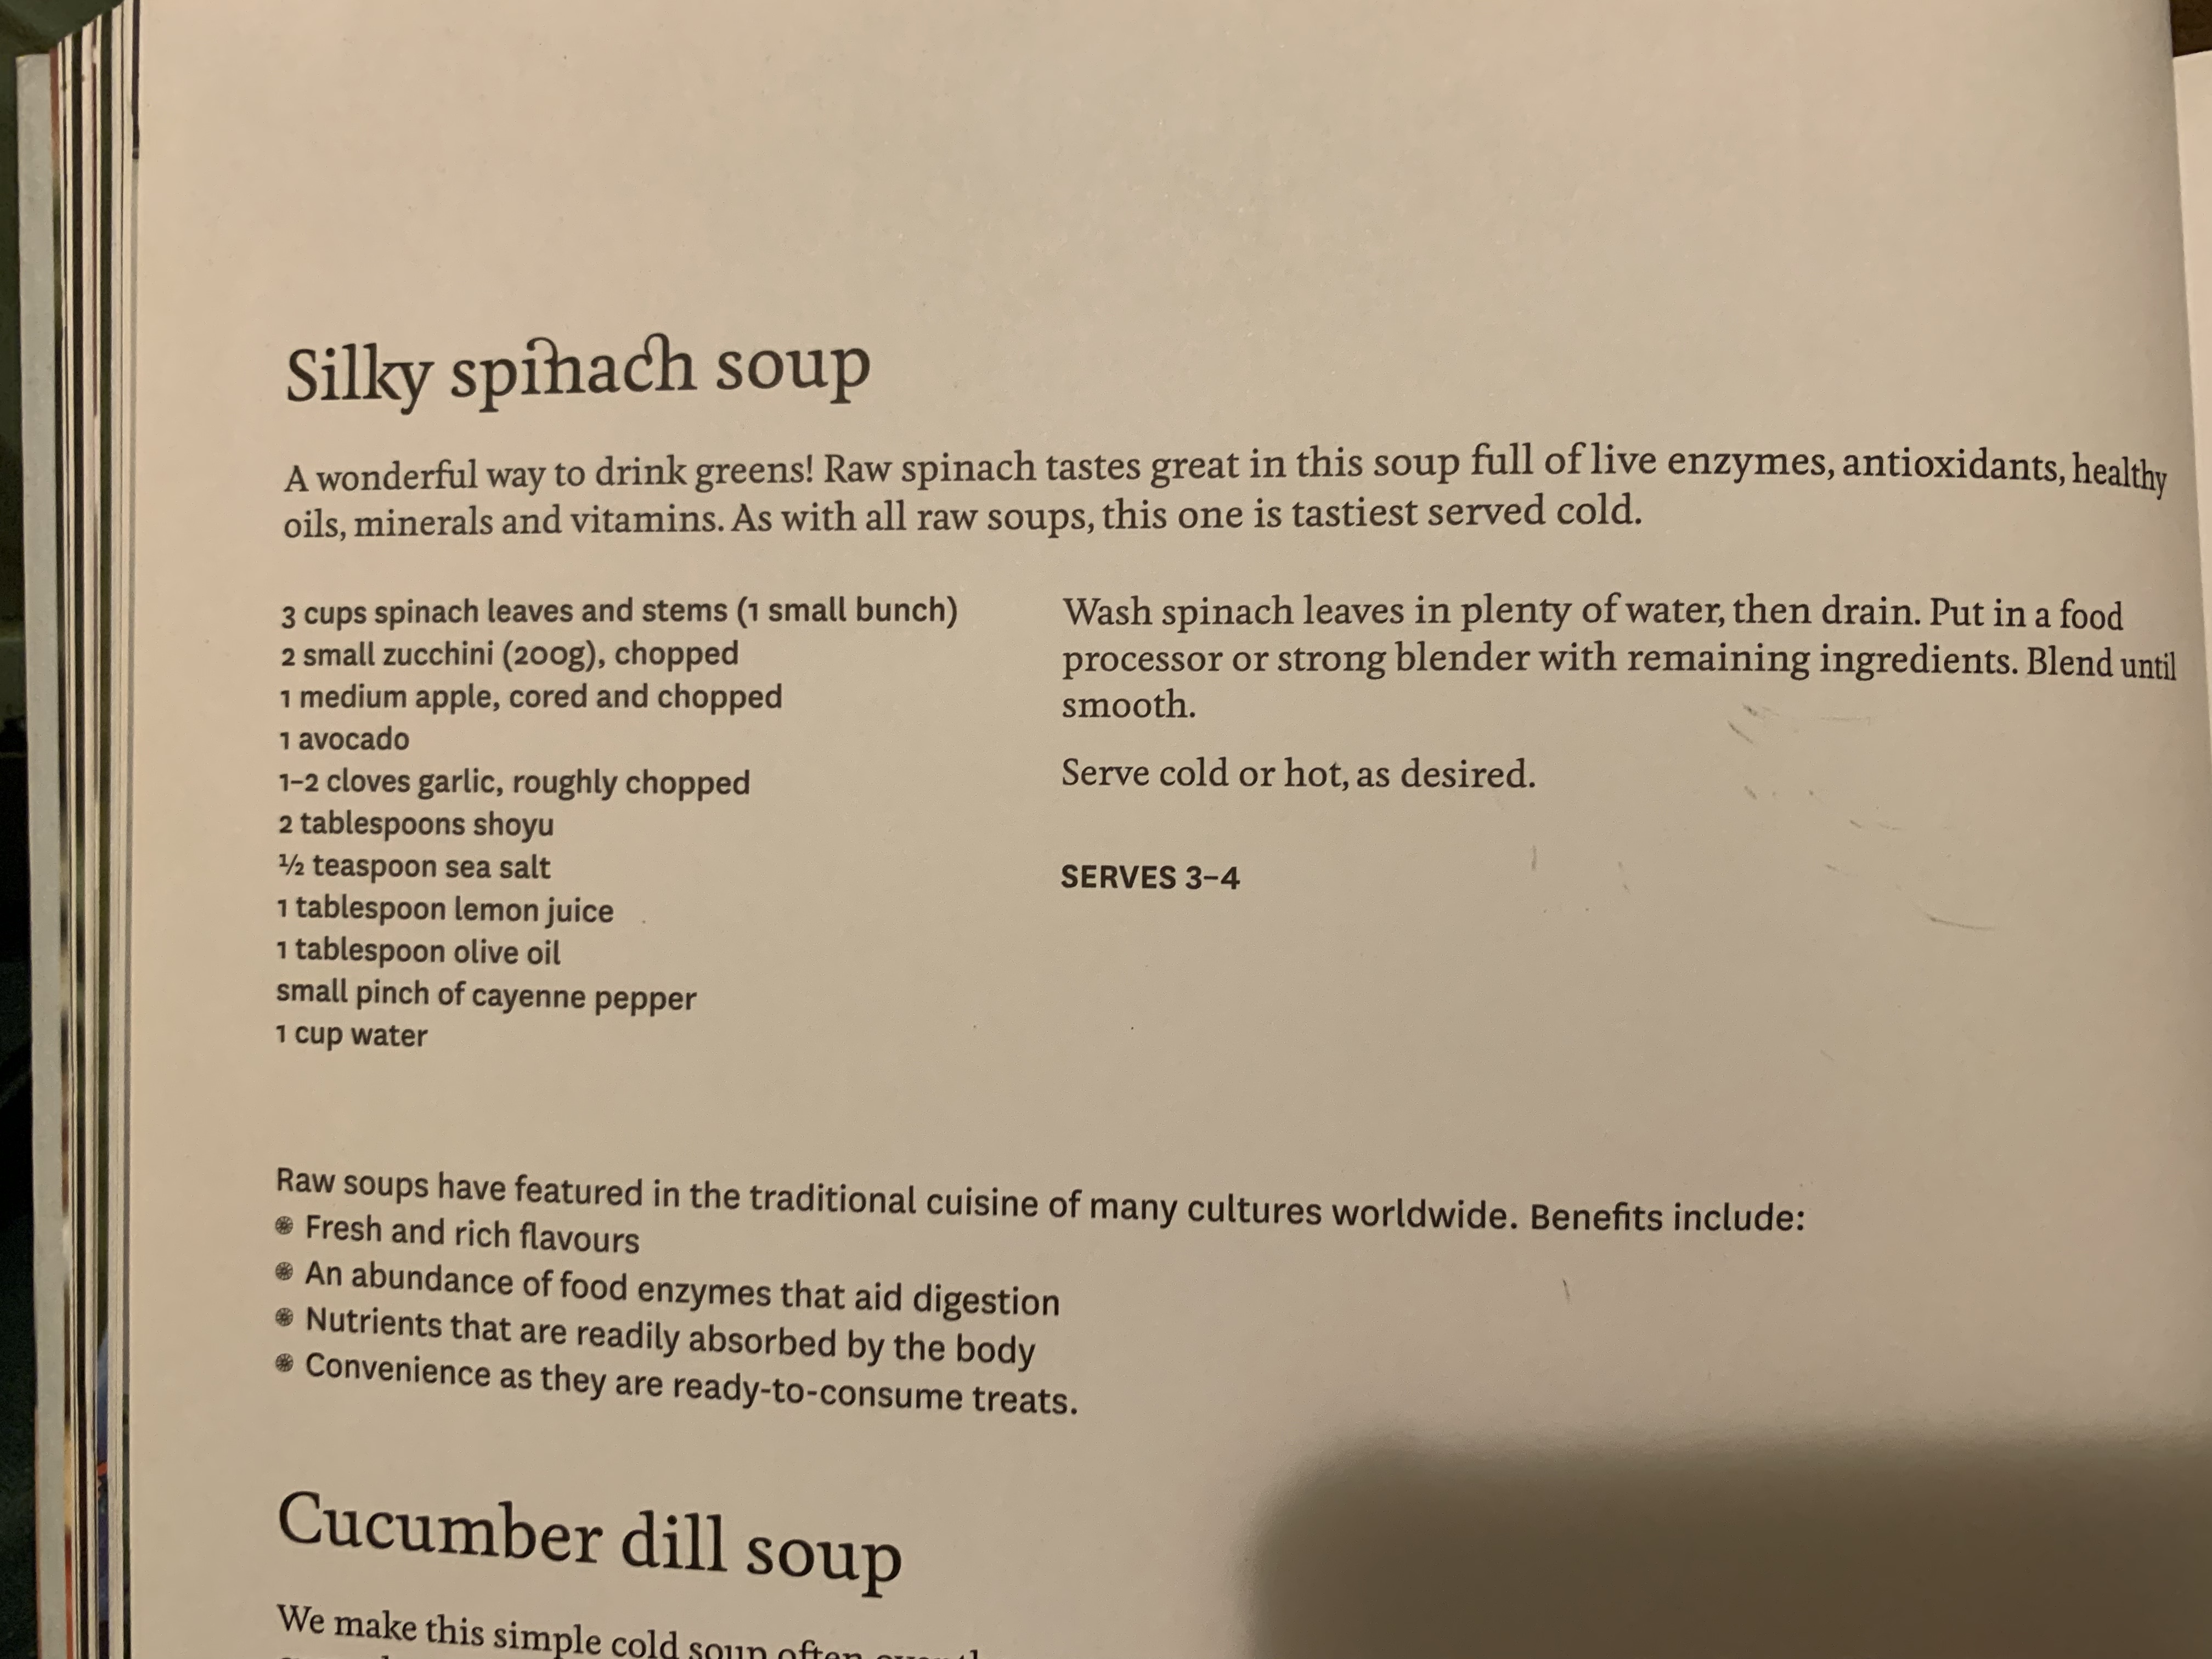 Silky spinach soup
A wonderful way to drink greens! Raw spinach tastes great in this soup full of live enzymes, antioxidants, healthy
oils, minerals and vitamins. As with all raw soups, this one is tastiest served cold.
3 cups spinach leaves and stems (1 small bunch)
2 small zucchini (200g), chopped
1 medium apple, cored and chopped
1 avocado
1–2 cloves garlic, roughly chopped
2 tablespoons shoyu
½ teaspoon sea salt
1 tablespoon lemon juice
1 tablespoon olive oil
small pinch of cayenne pepper
1 cup water
Wash spinach leaves in plenty of water, then drain. Put in a food
processor or strong blender with remaining ingredients. Blend until
smooth.
Serve cold or hot, as desired.
SERVES 3–4
Raw soups have featured in the traditional cuisine of many cultures worldwide. Benefits include:
Fresh and rich flavours
An abundance of food enzymes that aid digestion
Nutrients that are readily absorbed by the body
Convenience as they are ready-to-consume treats.
Cucumber dill soup
We make this simple cold soup often